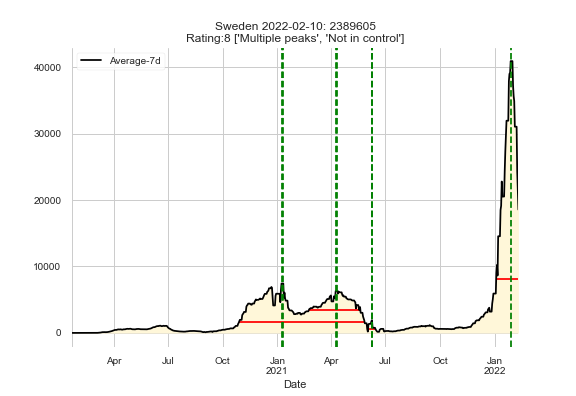 Sweden 2022-02-10: 2389605
Rating:8 ['Multiple peaks', 'Not in control']
Average-7d
40000
30000
20000
10000
0
Apr Jul Oct Jan Apr Jul Oct Jan
2021 2022
Date